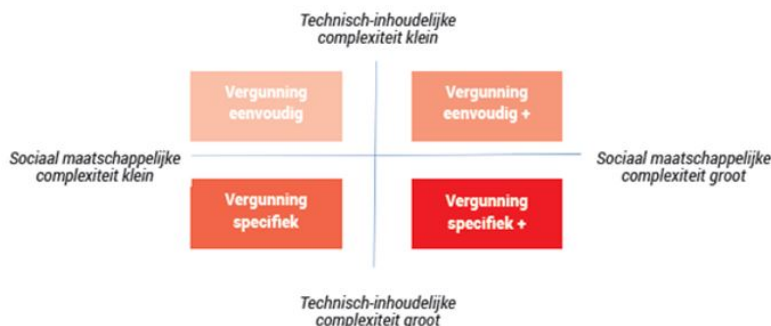 Technisch-inhoudelijke
complexiteit klein
Vergunning
eenvoudig
Vergunning
eenvoudig +
Sociaal maatschappelijke
complexiteit klein
Sociaal maatschappelijke
complexiteit groot
Vergunning
specifiek
Vergunning
specifiek +
Technisch-inhoudelijke
complexiteit groot